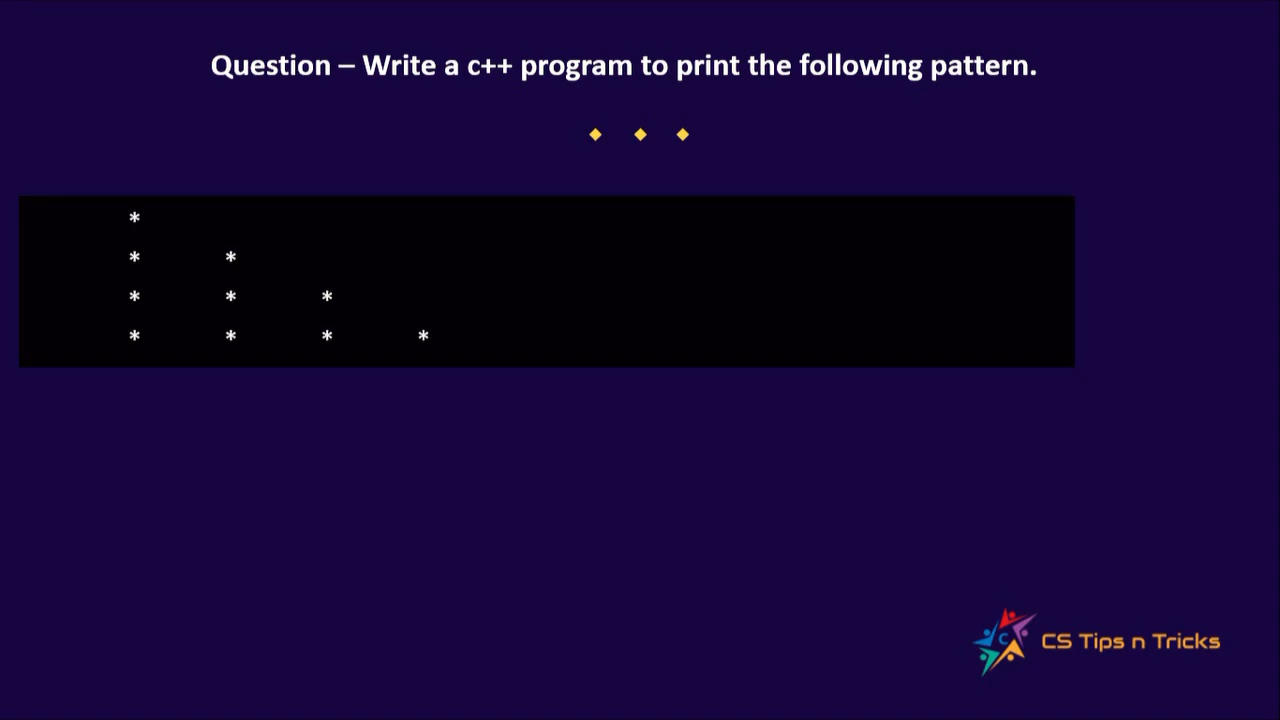 Question – Write a c++ program to print the following pattern.
*
* *
* * *
* * * *
C
CS Tips n Tricks